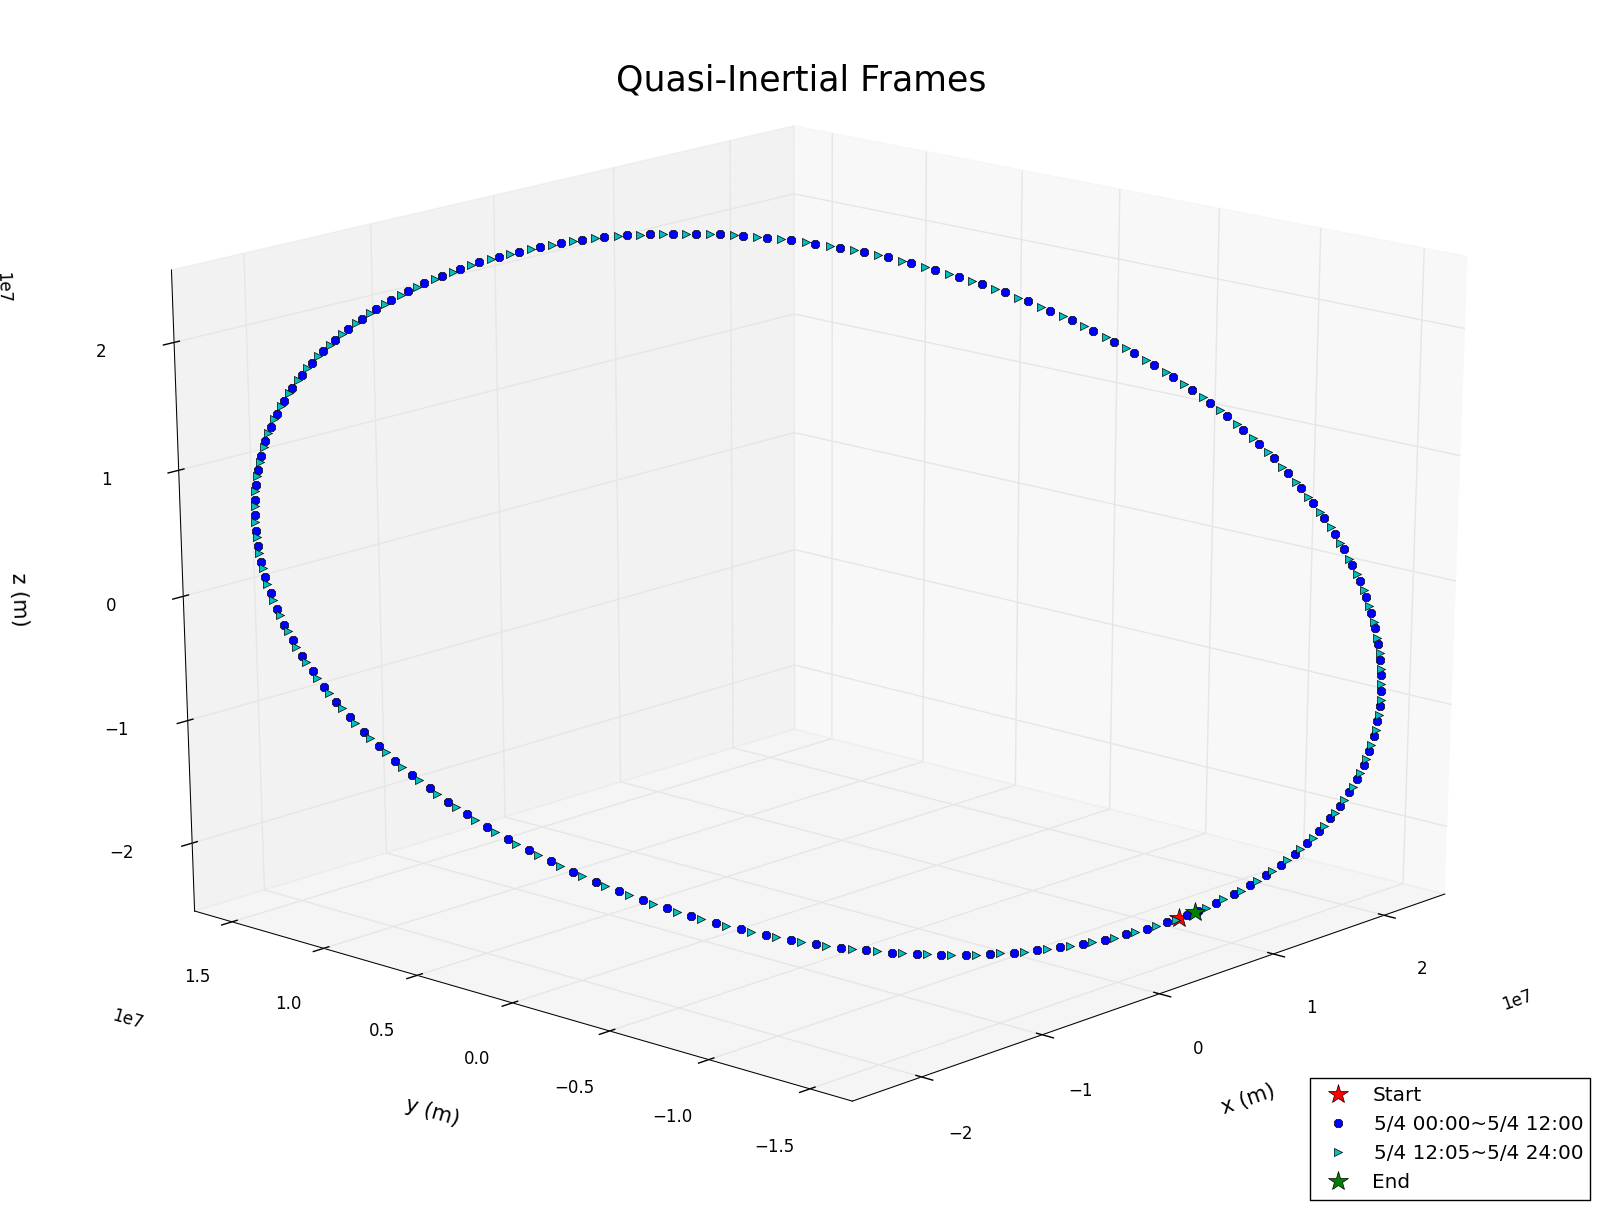 Quasi-Inertial Frames
1e7
2
1
0
−1
−2
z (m)
1.5
1.0
0.5
0.0
−0.5
−1.0
−1.5
1e7
y (m)
2
1
0
−1
−2
1e7
x (m)
Start
5/4 00:00~5/4 12:00
5/4 12:05~5/4 24:00
End